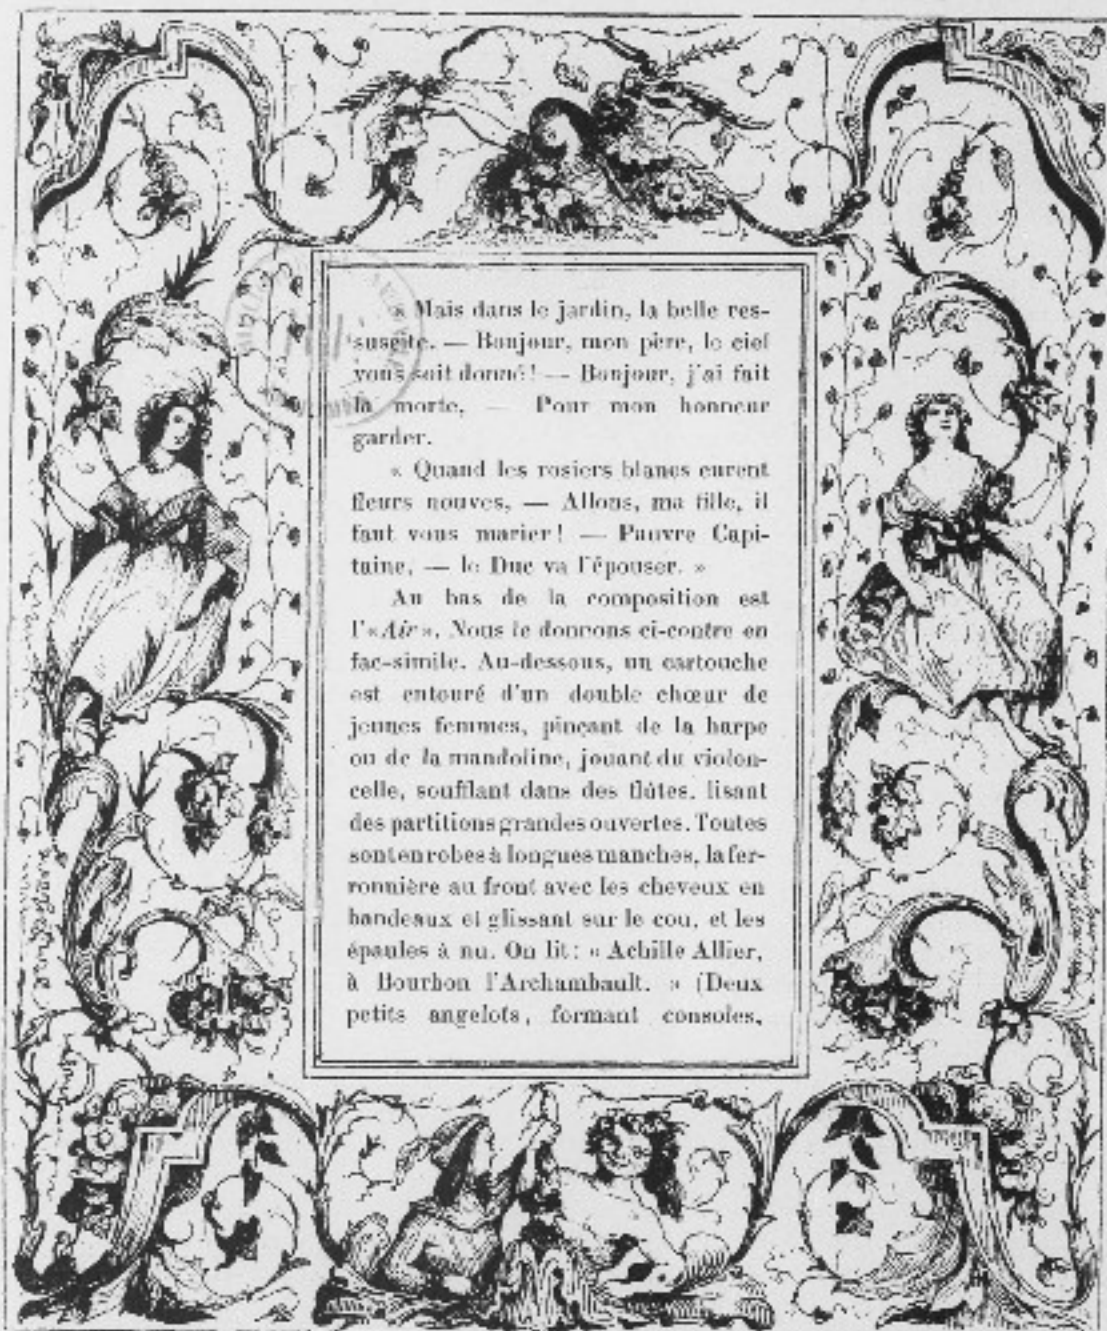 « Mais dans le jardin, la belle res-
suscite. — Bonjour, mon père, le ciel
vous soit donné! — Bonjour, j'ai fait
la morte, — Pour mon honneur
garder.
« Quand les rosiers blancs eurent
fleurs nouves, — Allons, ma fille, il
faut vous marier! — Pauvre Capi-
taine, — le Duc va l'épouser. »
Au bas de la composition est
l'«Air». Nous le donnons ci-contre en
fac-simile. Au-dessous, un cartouche
est entouré d'un double chœur de
jeunes femmes, pinçant de la harpe
ou de la mandoline, jouant du violon-
celle, soufflant dans des flûtes, lisant
des partitions grandes ouvertes. Toutes
sont en robes à longues manches, la fer-
ronnière au front avec les cheveux en
bandeaux et glissant sur le cou, et les
épaules à nu. On lit: « Achille Allier,
à Bourbon l'Archambault. » (Deux
petits angelots, formant consoles,